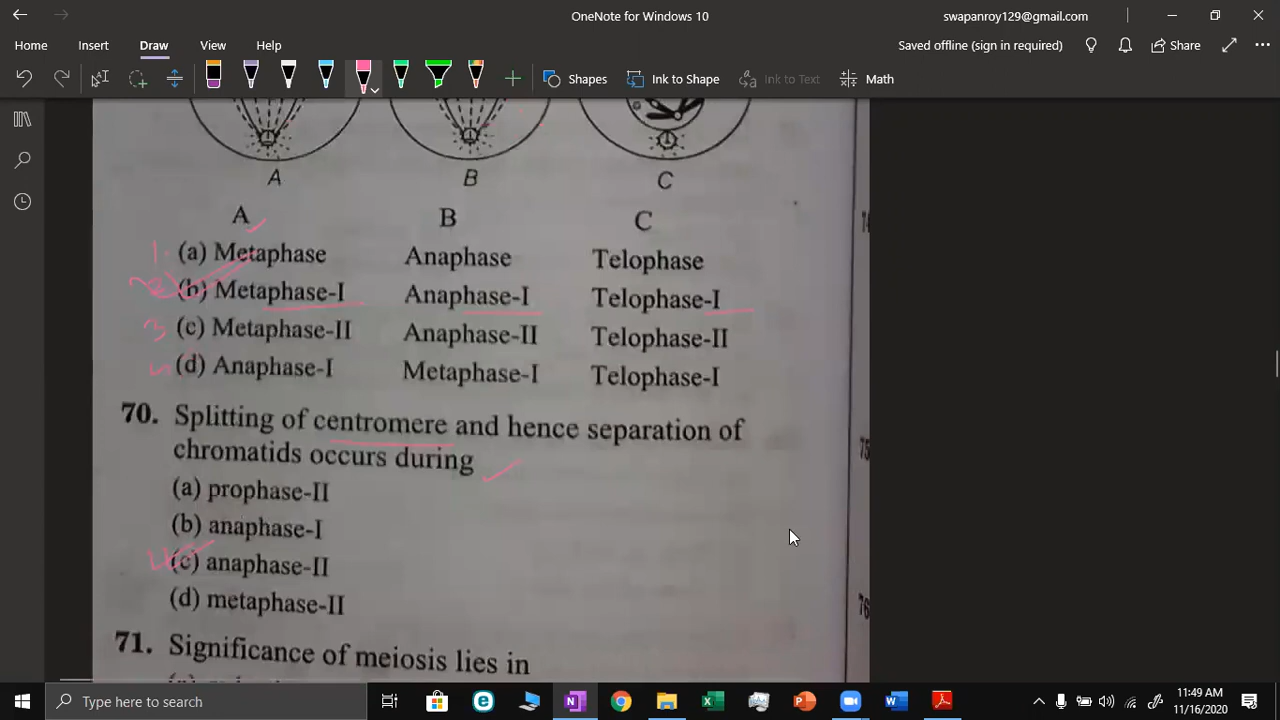 OneNote for Windows 10
swapanroy129@gmail.com
Home Insert Draw View Help
Saved offline (sign in required)
Share
Shapes
Ink to Shape
Ink to Text
Math
A B C
A B C
(a) Metaphase Anaphase Telophase
(b) Metaphase-I Anaphase-I Telophase-I
(c) Metaphase-II Anaphase-II Telophase-II
(d) Anaphase-I Metaphase-I Telophase-I
70. Splitting of centromere and hence separation of
chromatids occurs during
(a) prophase-II
(b) anaphase-I
(c) anaphase-II
(d) metaphase-II
71. Significance of meiosis lies in
75
76
Type here to search
1:49 AM
11/16/2020